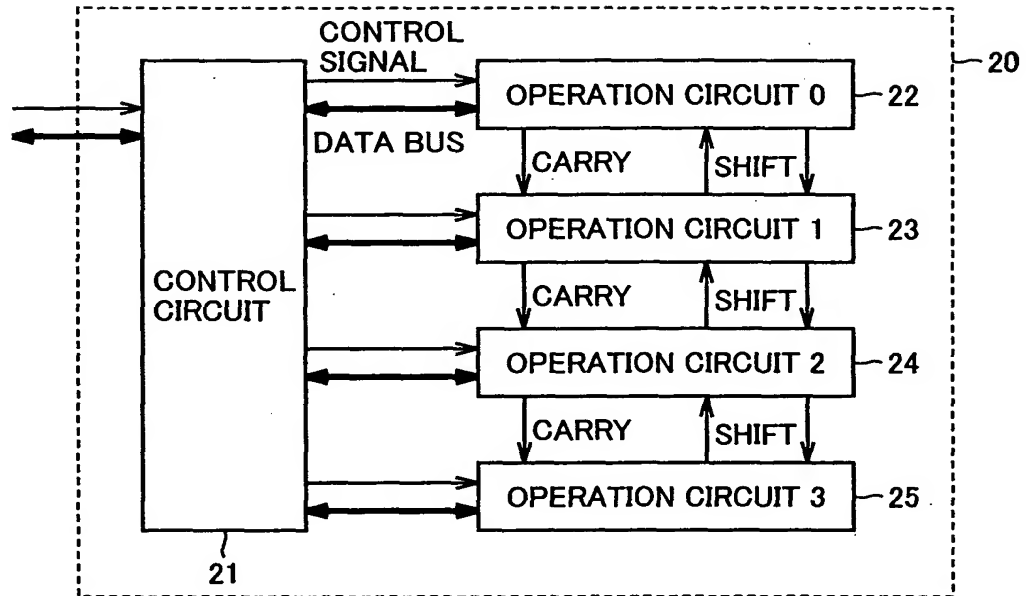 CONTROL
SIGNAL
20
OPERATION CIRCUIT 0
22
DATA BUS
CARRY
SHIFT
OPERATION CIRCUIT 1
23
CONTROL
CIRCUIT
CARRY
SHIFT
OPERATION CIRCUIT 2
24
CARRY
SHIFT
OPERATION CIRCUIT 3
25
21